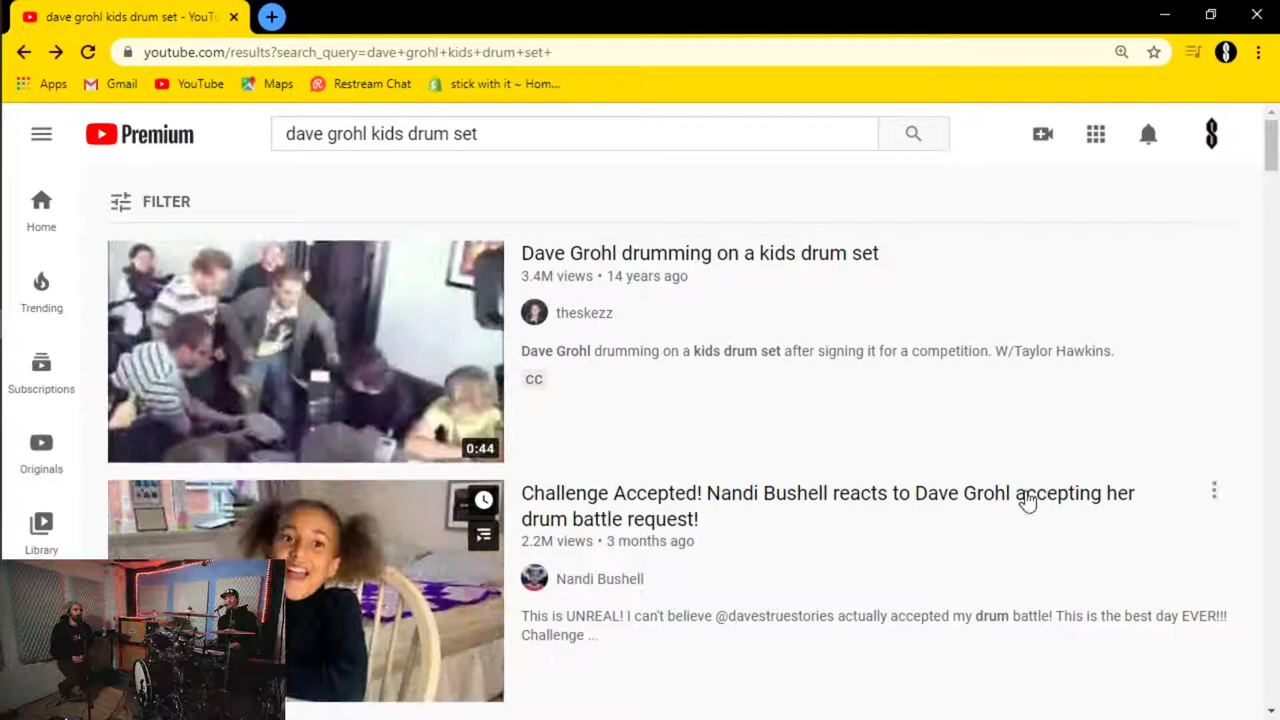 dave grohl kids drum set - YouTu
youtube.com/results?search_query=dave+grohl+kids+drum+set+
Apps Gmail YouTube Maps Restream Chat stick with it ~ Hom...
Premium
dave grohl kids drum set
FILTER
Home
Trending
Subscriptions
Originals
Library
Dave Grohl drumming on a kids drum set
3.4M views • 14 years ago
theskezz
Dave Grohl drumming on a kids drum set after signing it for a competition. W/Taylor Hawkins.
CC
0:44
Challenge Accepted! Nandi Bushell reacts to Dave Grohl accepting her
drum battle request!
2.2M views • 3 months ago
Nandi Bushell
This is UNREAL! I can't believe @davestruestories actually accepted my drum battle! This is the best day EVER!!!
Challenge ...